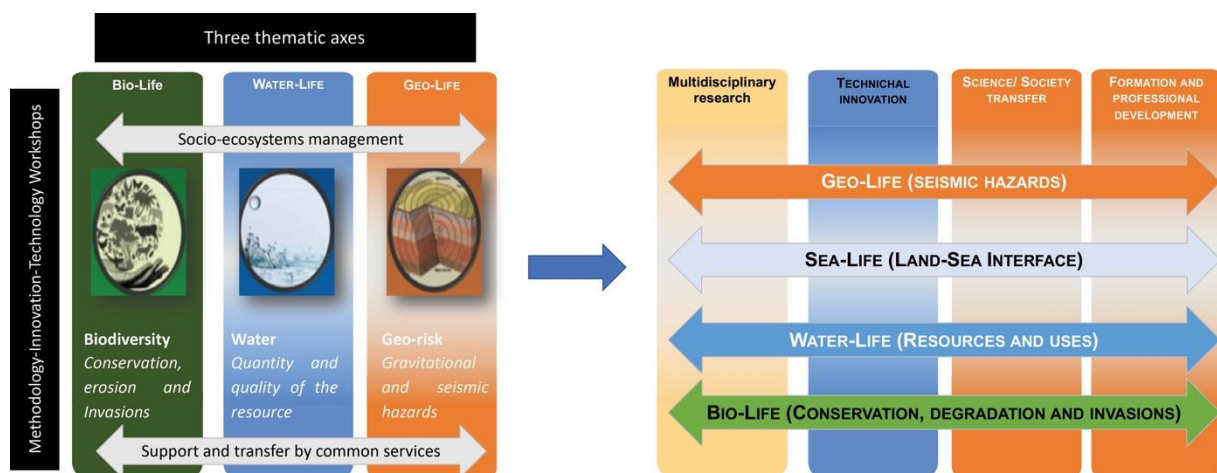 Three thematic axes
Methodology-Innovation-Technology Workshops
BIO-LIFE
WATER-LIFE
GEO-LIFE
Socio-ecosystems management
Biodiversity
Conservation,
erosion and
Invasions
Water
Quantity and
quality of the
resource
Geo-risk
Gravitational
and seismic
hazards
Support and transfer by common services
Multidisciplinary
research
TECHNICHAL
INNOVATION
SCIENCE/ SOCIETY
TRANSFER
FORMATION AND
PROFESSIONAL
DEVELOPMENT
GEO-LIFE (SEISMIC HAZARDS)
SEA-LIFE (LAND-SEA INTERFACE)
WATER-LIFE (RESOURCES AND USES)
BIO-LIFE (CONSERVATION, DEGRADATION AND INVASIONS)